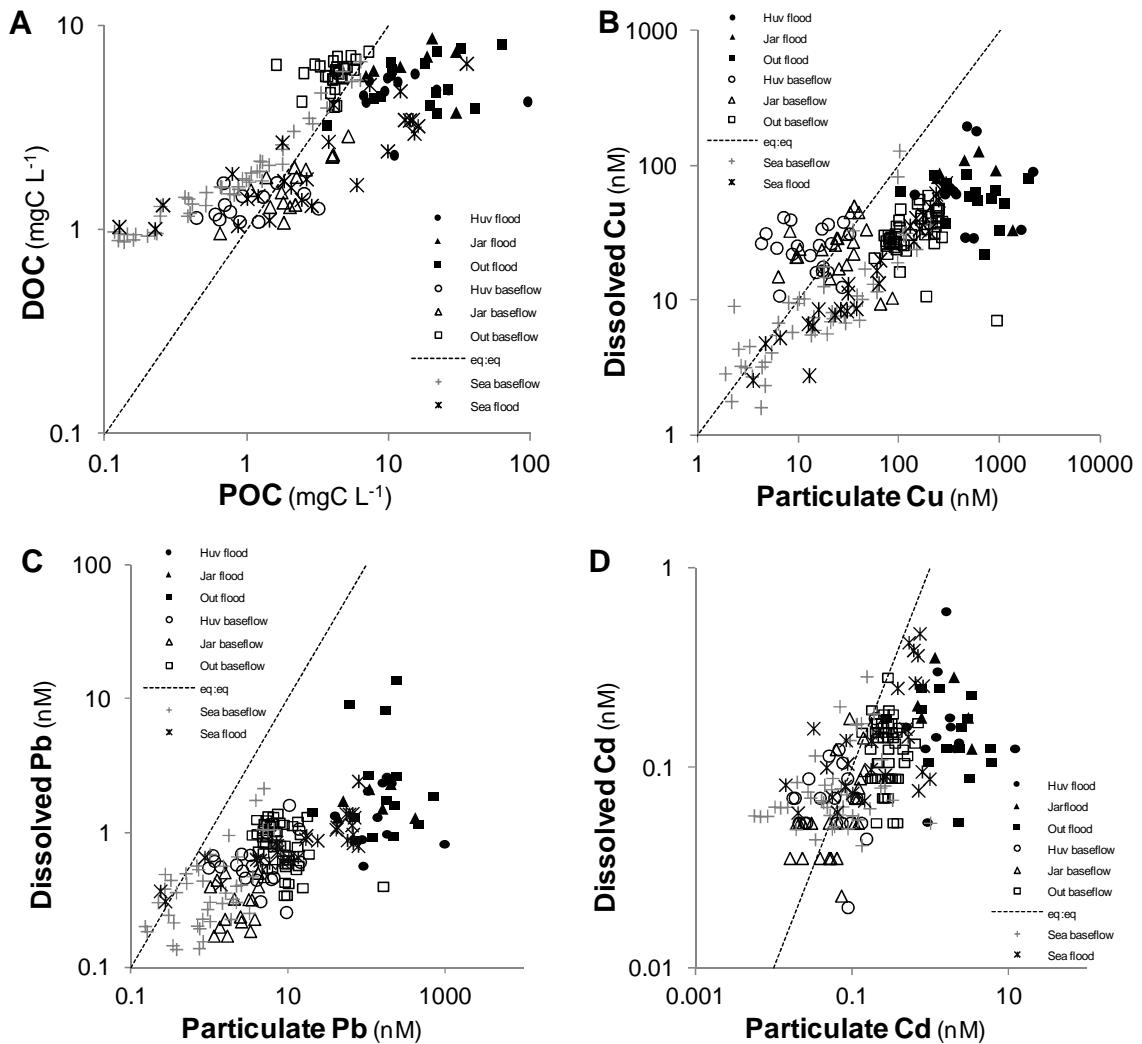 A
DOC (mgC L-1)
10
1
0.1
0.1
1
10
100
POC (mgC L-1)
Huv flood
Jar flood
Out flood
Huv baseflow
Jar baseflow
Out baseflow
eq:eq
Sea baseflow
Sea flood
B
Dissolved Cu (nM)
1000
100
10
1
1
10
100
1000
10000
Particulate Cu (nM)
Huv flood
Jar flood
Out flood
Huv baseflow
Jar baseflow
Out baseflow
eq:eq
Sea baseflow
Sea flood
C
Dissolved Pb (nM)
100
10
1
0.1
0.1
10
1000
Particulate Pb (nM)
Huv flood
Jar flood
Out flood
Huv baseflow
Jar baseflow
Out baseflow
eq:eq
Sea baseflow
Sea flood
D
Dissolved Cd (nM)
1
0.1
0.01
0.001
0.1
10
Particulate Cd (nM)
Huv flood
Jarflood
Out flood
Huv baseflow
Jar baseflow
Out baseflow
eq:eq
Sea baseflow
Sea flood